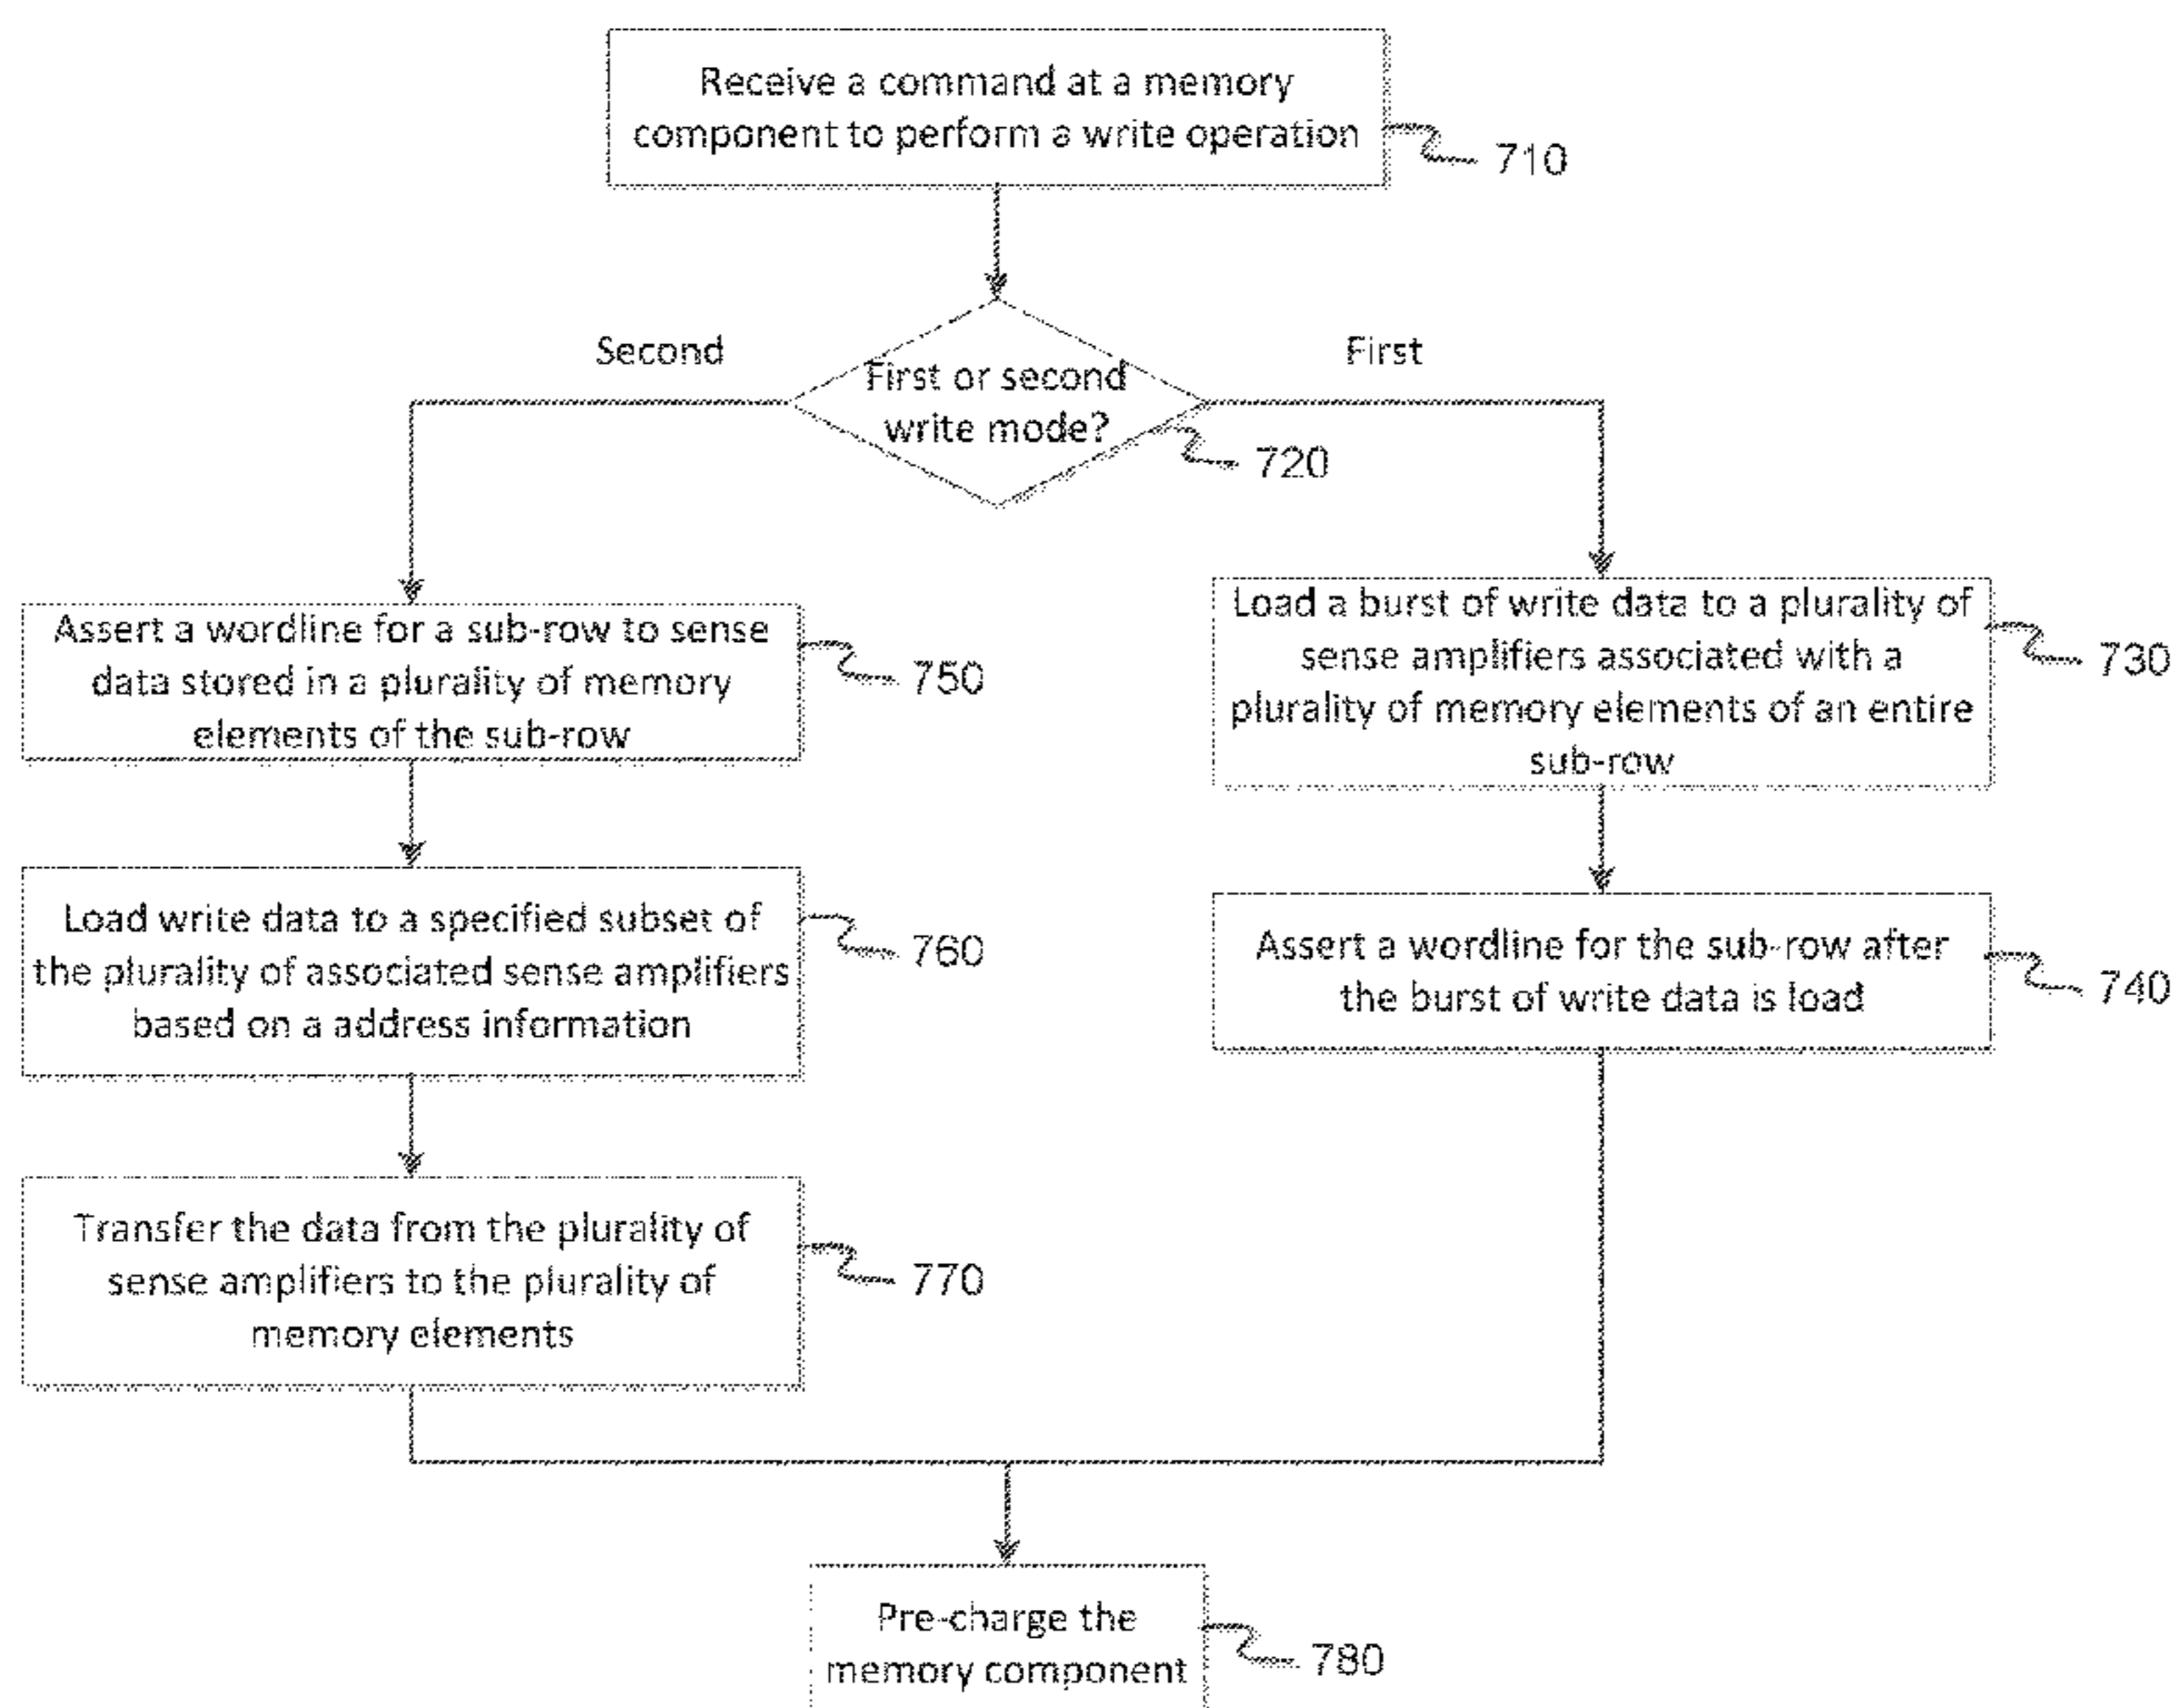 Receive a command at a memory
component to perform a write operation
710
Second
First
First or second
write mode?
720
Assert a wordline for a sub-row to sense
data stored in a plurality of memory
elements of the sub-row
750
Load a burst of write data to a plurality of
sense amplifiers associated with a
plurality of memory elements of an entire
sub-row
730
Load write data to a specified subset of
the plurality of associated sense amplifiers
based on a address information
760
Assert a wordline for the sub-row after
the burst of write data is load
740
Transfer the data from the plurality of
sense amplifiers to the plurality of
memory elements
770
Pre-charge the
memory component
780